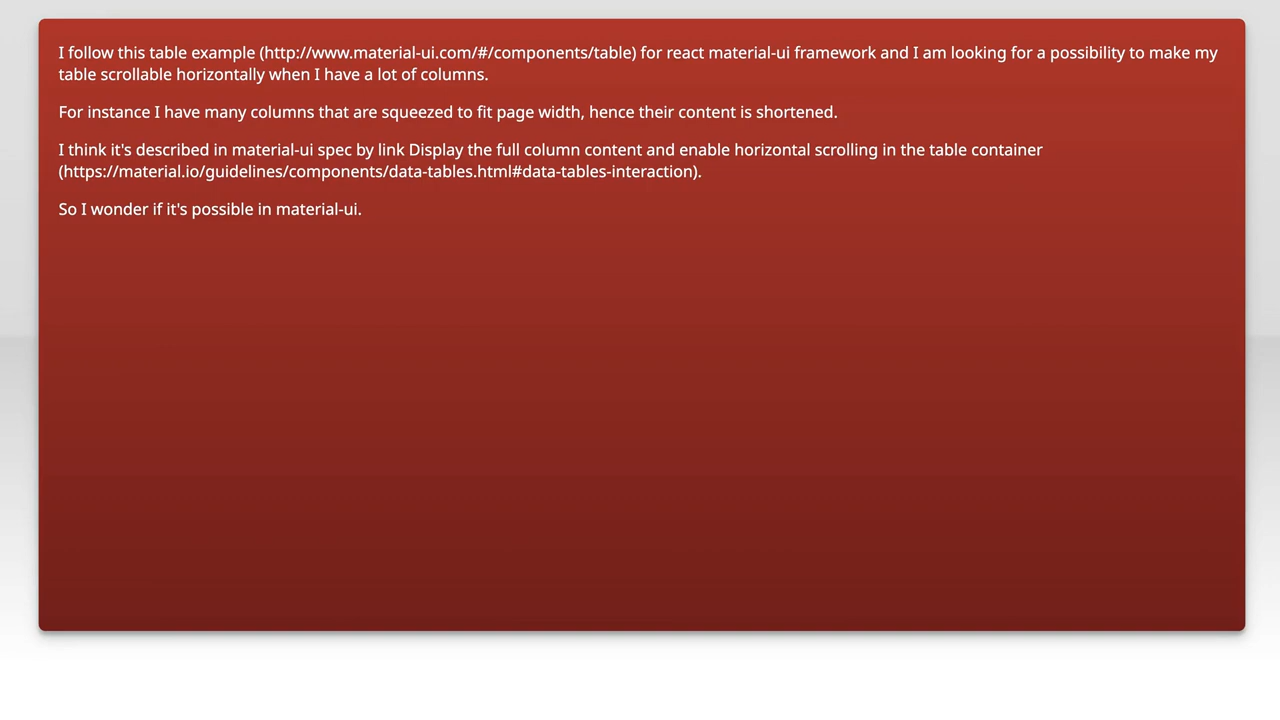 I follow this table example (http://www.material-ui.com/#/components/table) for react material-ui framework and I am looking for a possibility to make my
table scrollable horizontally when I have a lot of columns.
For instance I have many columns that are squeezed to fit page width, hence their content is shortened.
I think it's described in material-ui spec by link Display the full column content and enable horizontal scrolling in the table container
(https://material.io/guidelines/components/data-tables.html#data-tables-interaction).
So I wonder if it's possible in material-ui.